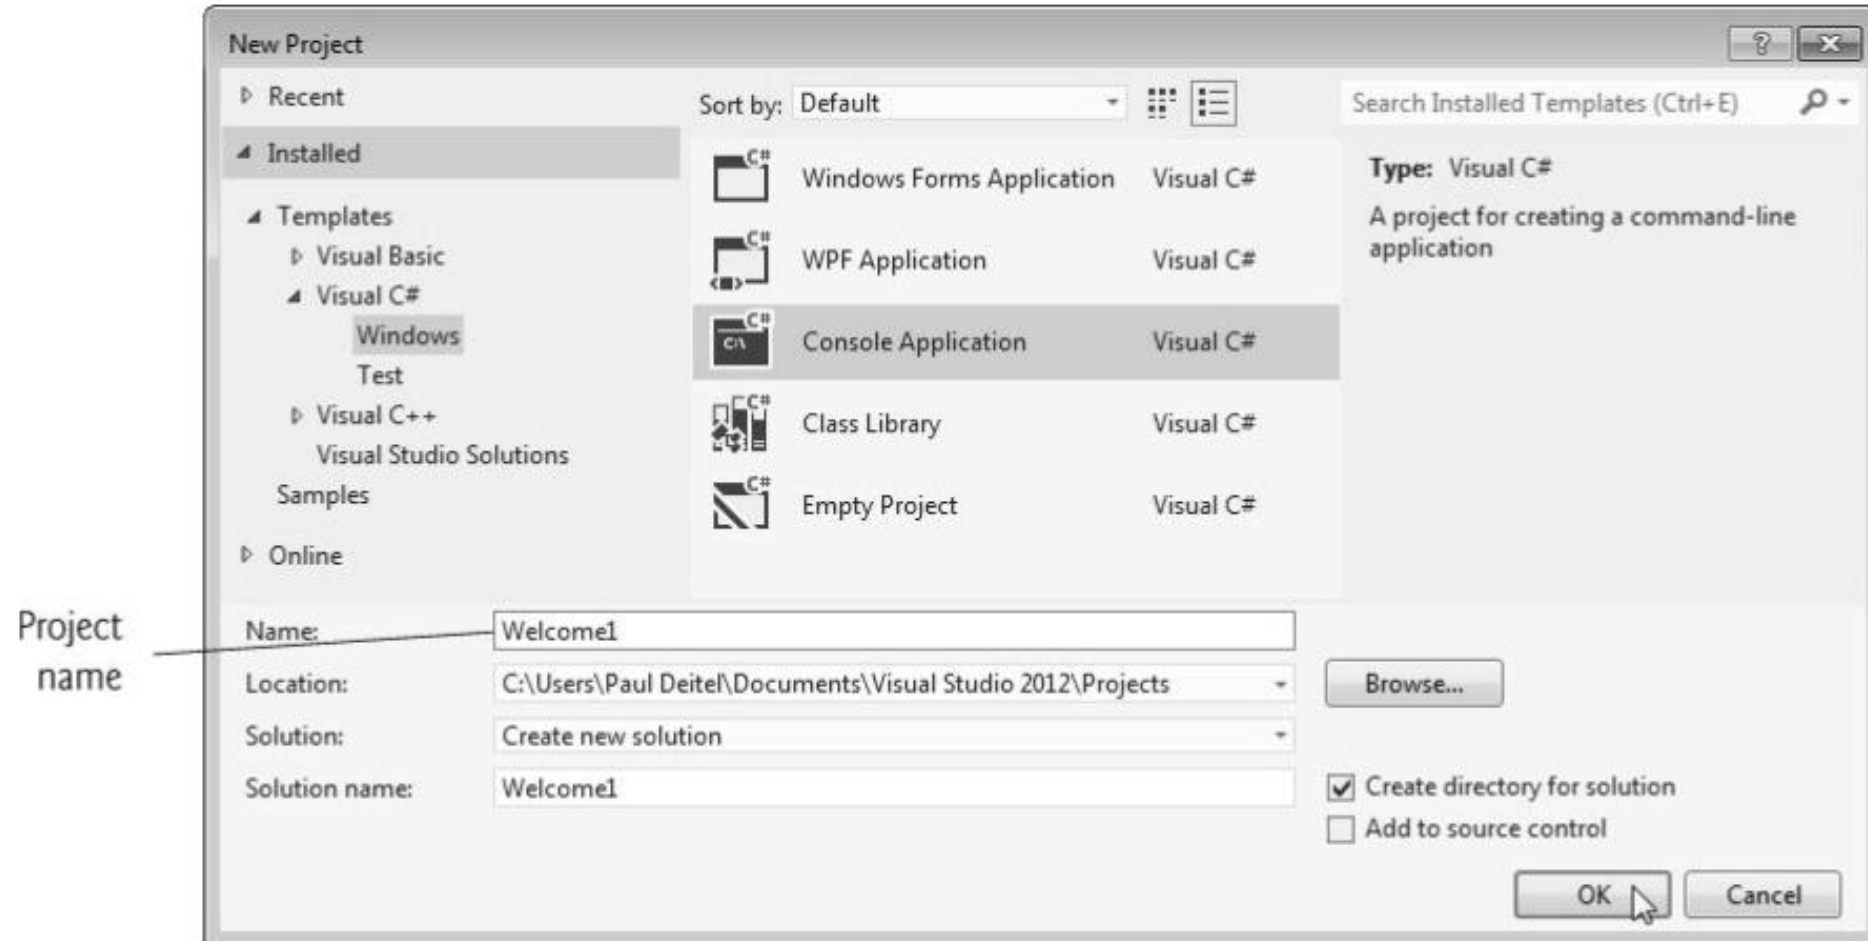 New Project
Recent
Installed
Templates
Visual Basic
Visual C#
Windows
Test
Visual C++
Visual Studio Solutions
Samples
Online
Sort by: Default
Windows Forms Application Visual C#
WPF Application Visual C#
Console Application Visual C#
Class Library Visual C#
Empty Project Visual C#
Search Installed Templates (Ctrl+E)
Type: Visual C#
A project for creating a command-line
application
Project
name
Name: Welcome1
Location: C:\Users\Paul Deitel\Documents\Visual Studio 2012\Projects Browse...
Solution: Create new solution
Solution name: Welcome1
Create directory for solution
Add to source control
OK Cancel